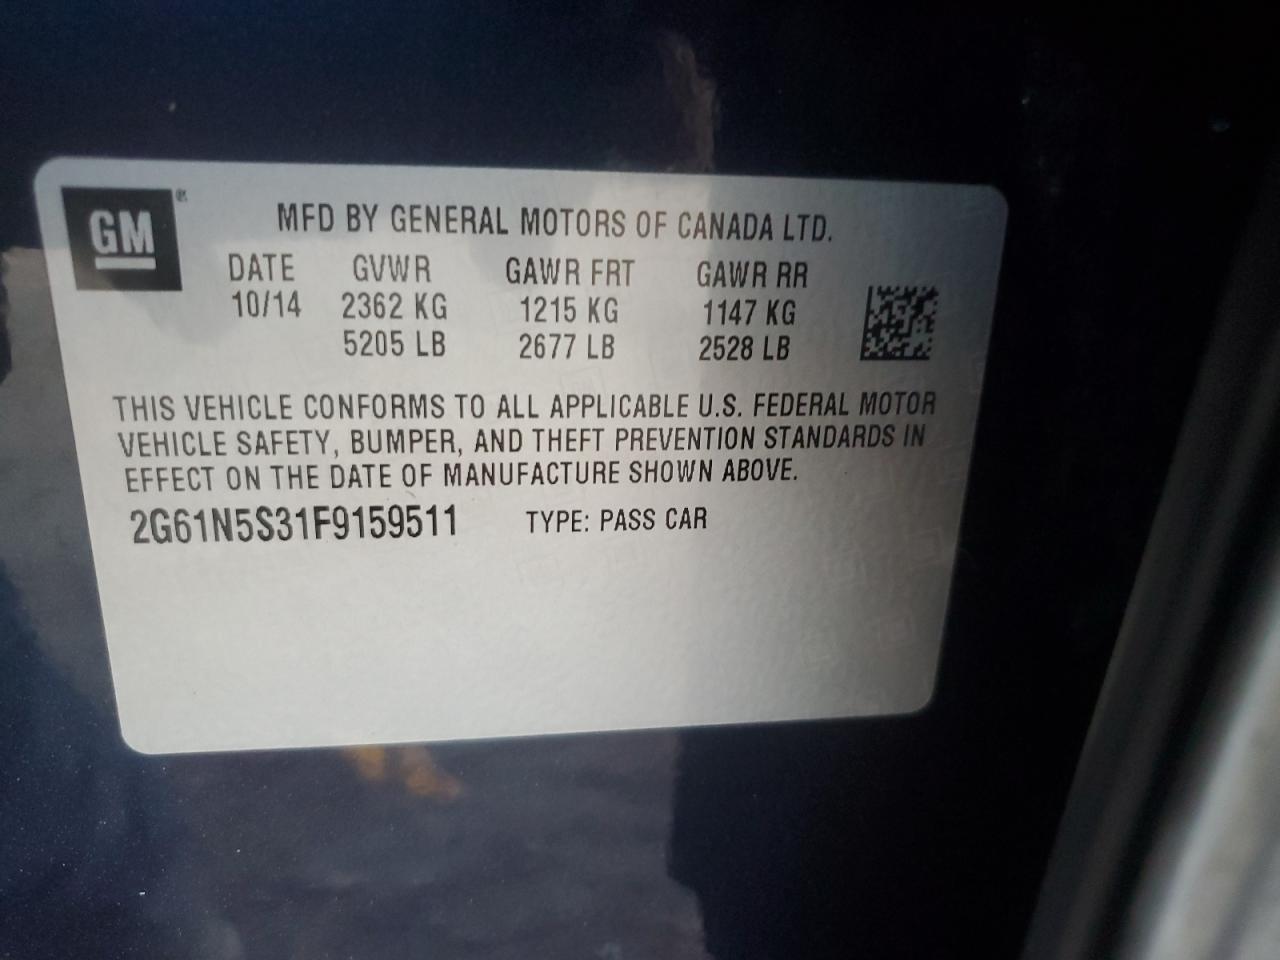 GM ®
MFD BY GENERAL MOTORS OF CANADA LTD.
DATE GVWR GAWR FRT GAWR RR
10/14 2362 KG 1215 KG 1147 KG
5205 LB 2677 LB 2528 LB
THIS VEHICLE CONFORMS TO ALL APPLICABLE U.S. FEDERAL MOTOR
VEHICLE SAFETY, BUMPER, AND THEFT PREVENTION STANDARDS IN
EFFECT ON THE DATE OF MANUFACTURE SHOWN ABOVE.
2G61N5S31F9159511 TYPE: PASS CAR